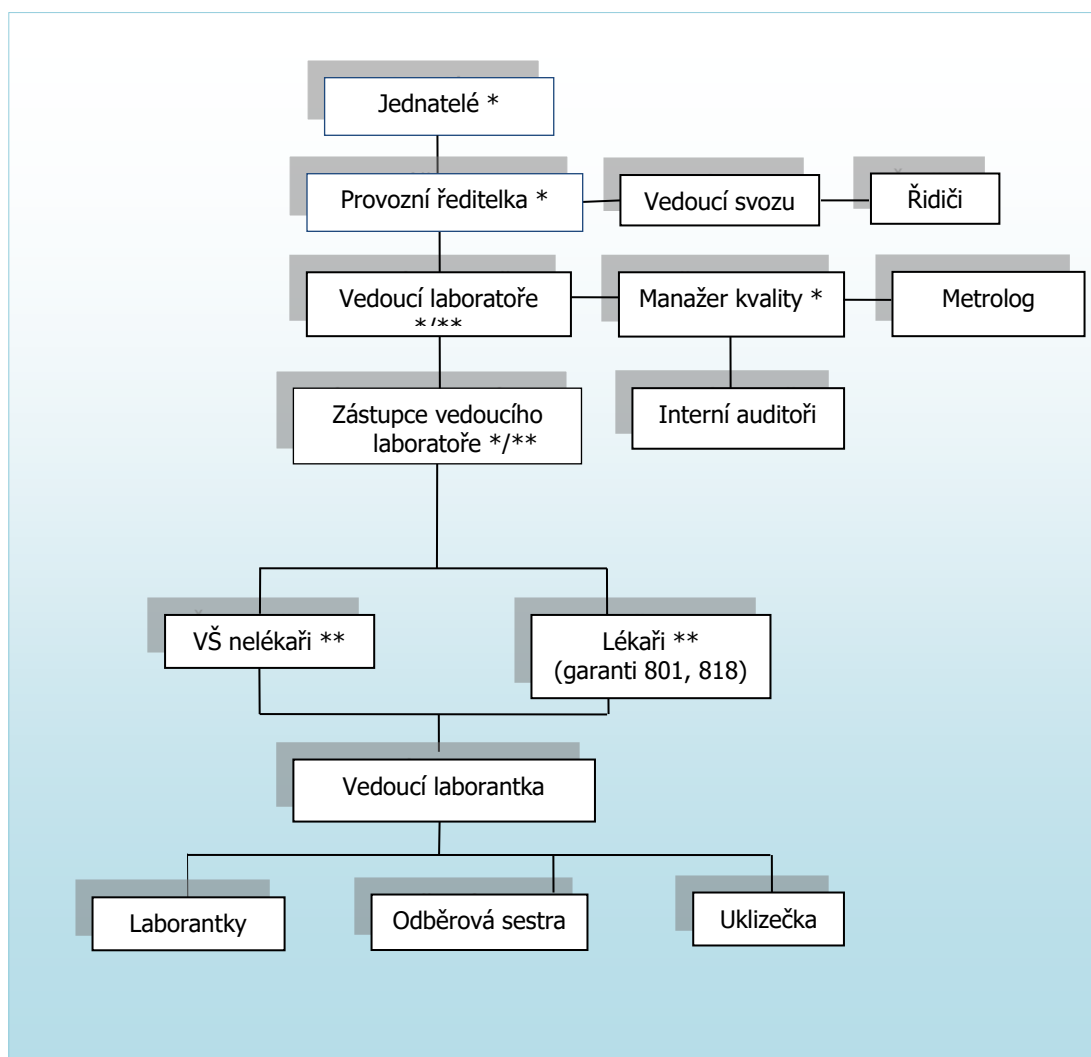 Jednatelé *
Provozní ředitelka *
Vedoucí svozu
Řidiči
Vedoucí laboratoře
*/**
Manažer kvality *
Metrolog
Zástupce vedoucího
laboratoře */**
Interní auditoři
VŠ nelékaři **
Lékaři **
(garanti 801, 818)
Vedoucí laborantka
Laborantky
Odběrová sestra
Uklizečka